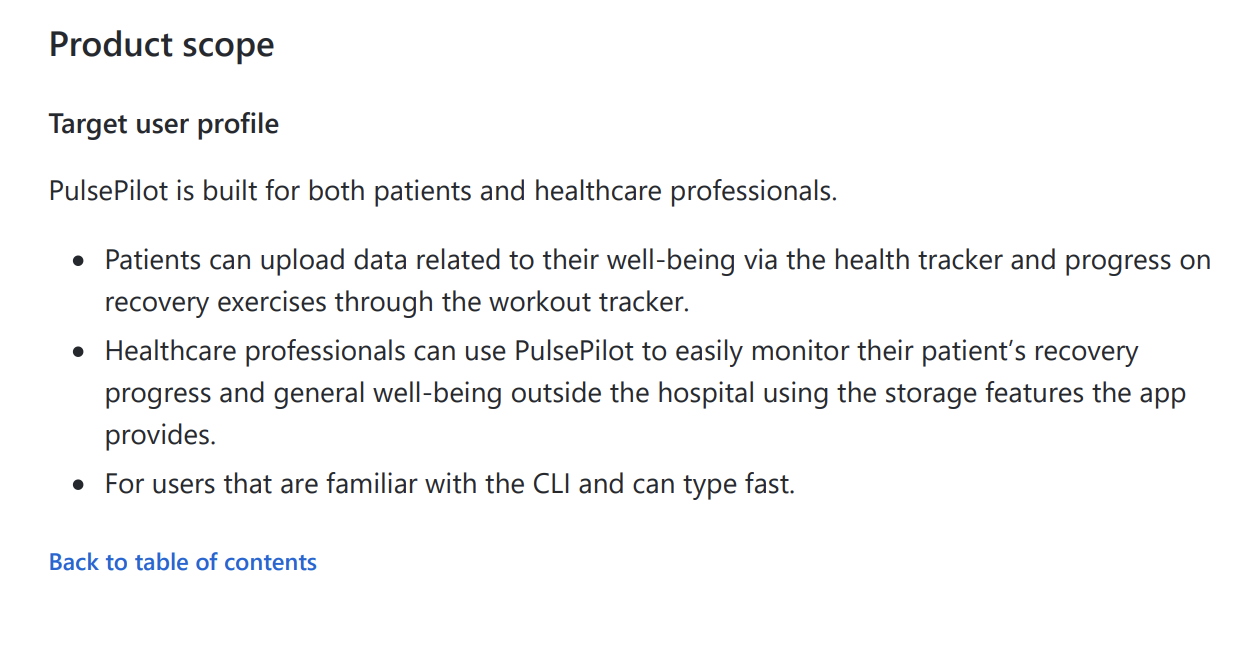 Product scope
Target user profile
PulsePilot is built for both patients and healthcare professionals.
Patients can upload data related to their well-being via the health tracker and progress on
recovery exercises through the workout tracker.
Healthcare professionals can use PulsePilot to easily monitor their patient’s recovery
progress and general well-being outside the hospital using the storage features the app
provides.
For users that are familiar with the CLI and can type fast.
Back to table of contents